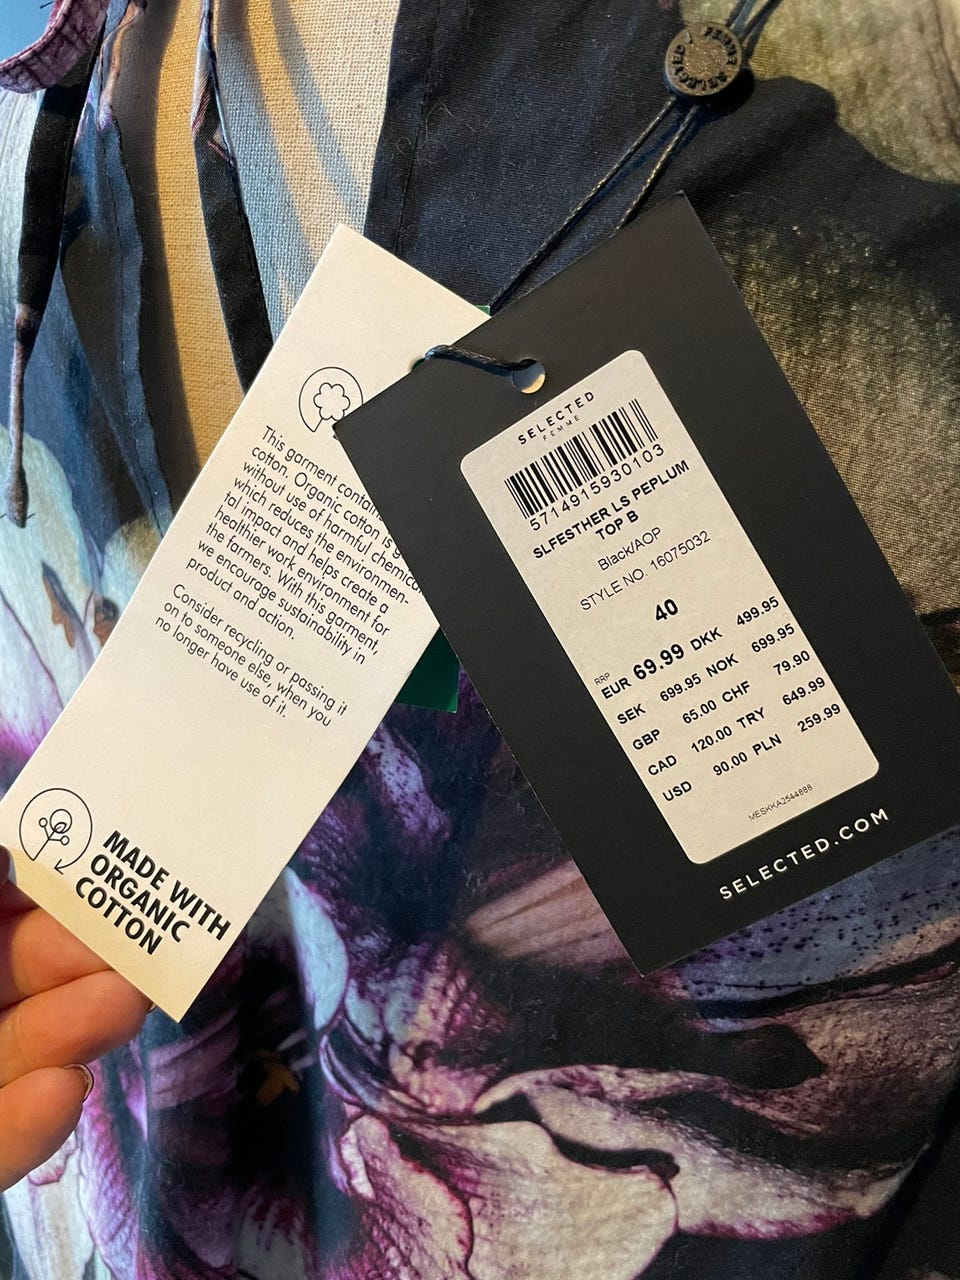 This garment contains
cotton. Organic cotton is
without use of harmful
which reduces the environmen-
tal impact and helps create a
healthier work environment for
the farmers. With this garment,
we encourage sustainability in
product and action.
Consider recycling or passing it
on to someone else, when you
no longer have use of it.
MADE WITH
ORGANIC
COTTON
SELECTED
FEMME
5714915930103
SLFESTHER LS PEPLUM
TOP B
Black/AOP
STYLE NO. 16075032
40
RRP
EUR 69.99 DKK 499.95
SEK 699.95 NOK 699.95
GBP 65.00 CHF 79.90
CAD 120.00 TRY 649.99
USD 90.00 PLN 259.99
MESKKA2544888
SELECTED.COM